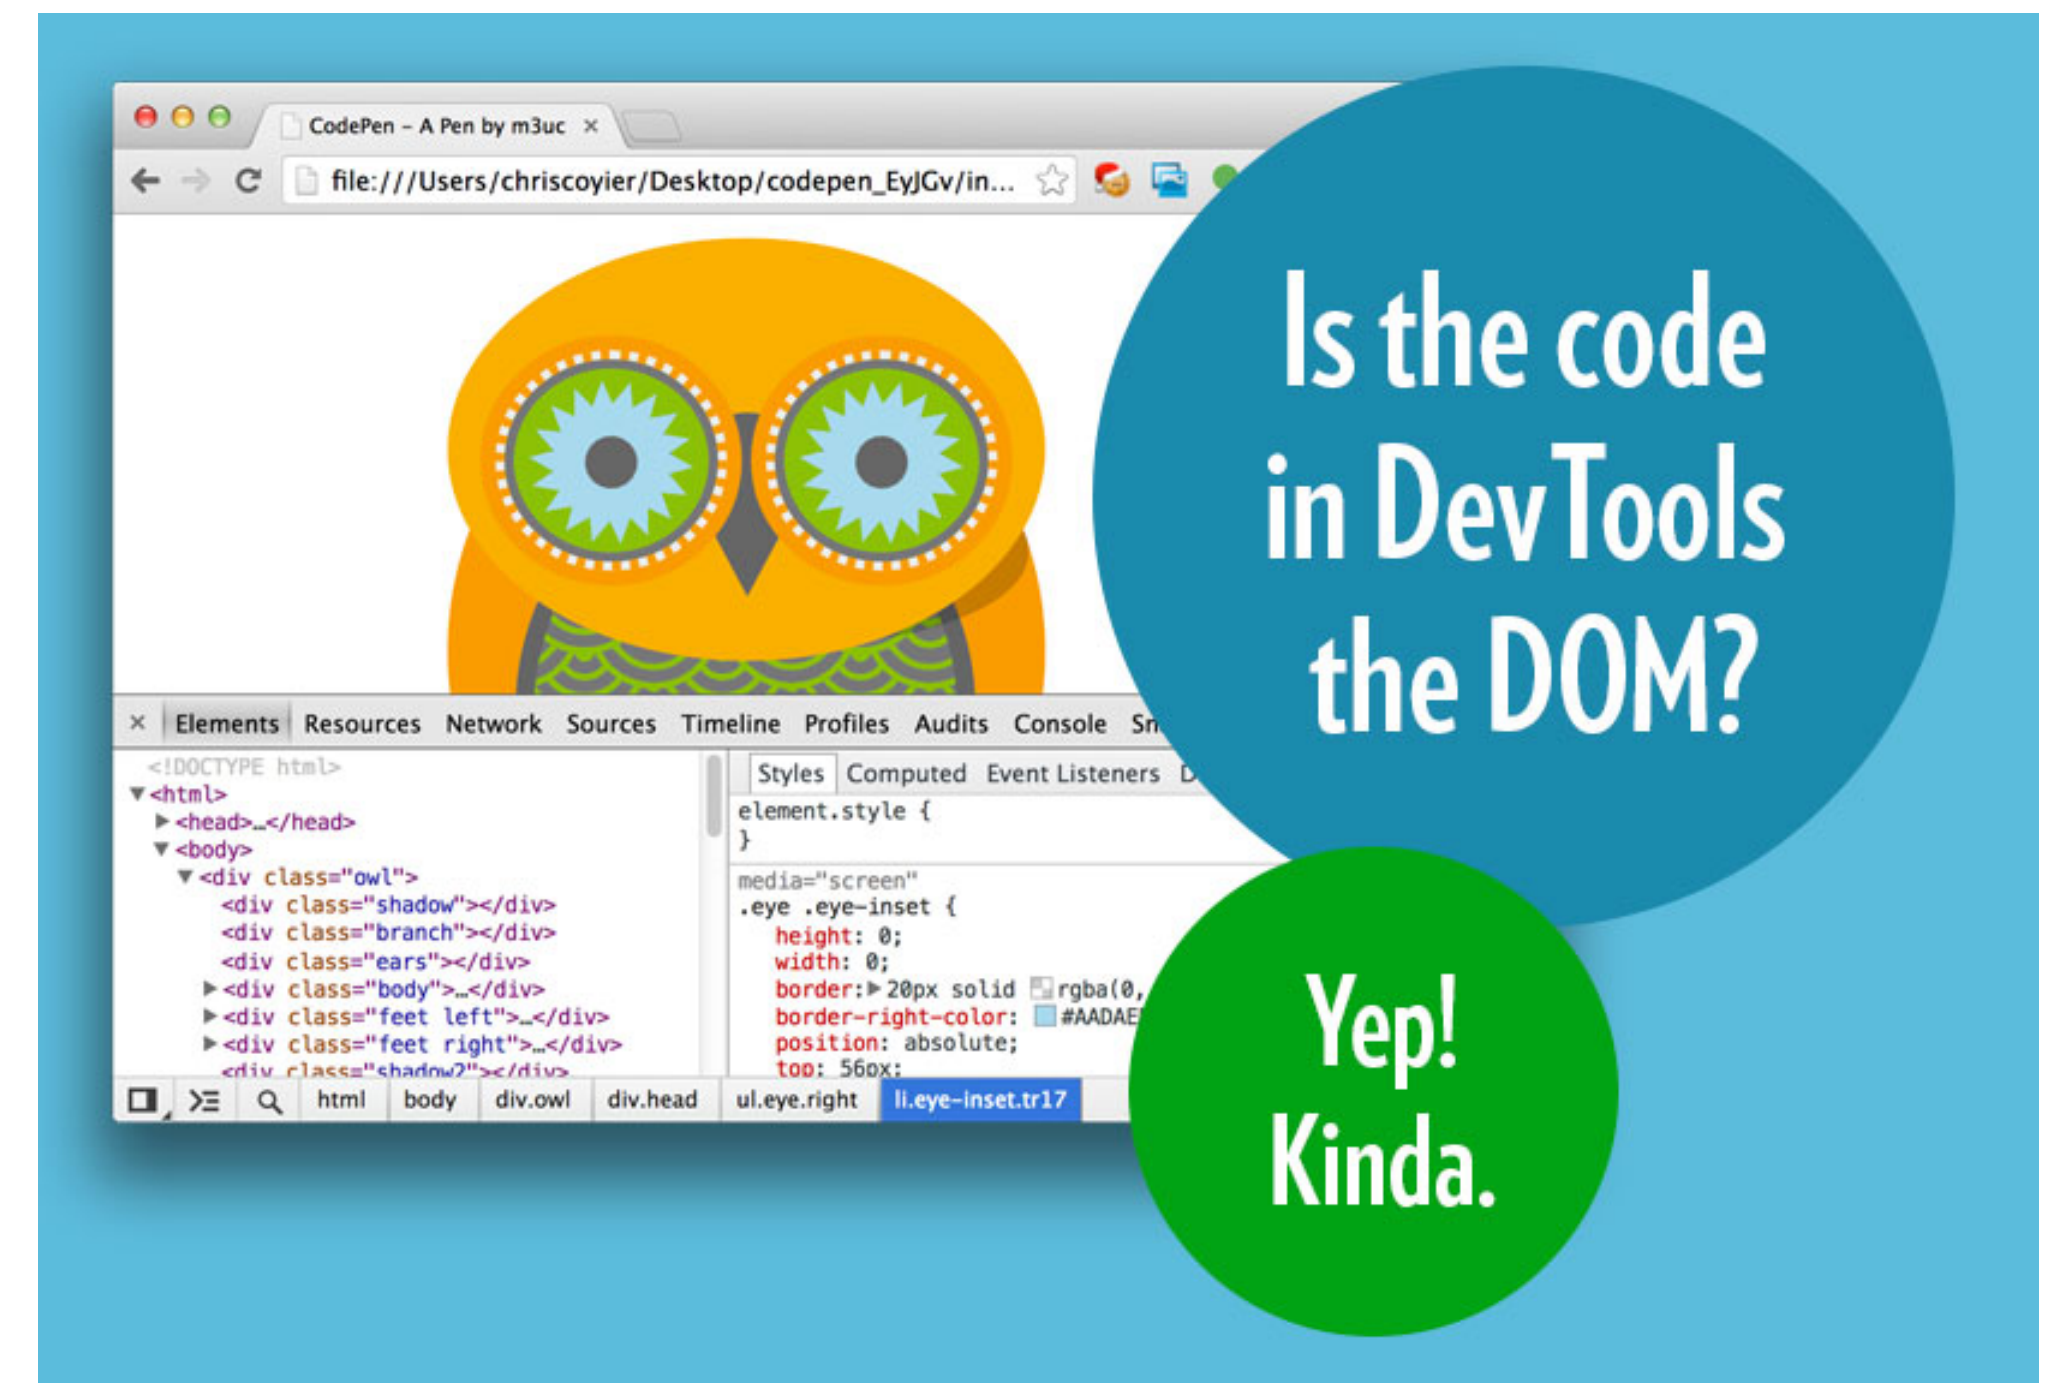 CodePen – A Pen by m3uc ×
file:///Users/chriscoyier/Desktop/codepen_EyJGv/in...
Is the code
in DevTools
the DOM?
× Elements Resources Network Sources Timeline Profiles Audits Console
<!DOCTYPE html>
▼<html>
▶<head>…</head>
▼<body>
▼<div class="owl">
<div class="shadow"></div>
<div class="branch"></div>
<div class="ears"></div>
▶<div class="body">…</div>
▶<div class="feet left">…</div>
▶<div class="feet right">…</div>
<div class="shadow2"></div>
Styles Computed Event Listeners
element.style {
}
media="screen"
.eye .eye-inset {
height: 0;
width: 0;
border:▶20px solid rgba(0,
border-right-color: #AADAE
position: absolute;
top: 56px;
html body div.owl div.head ul.eye.right li.eye-inset.tr17
Yep!
Kinda.